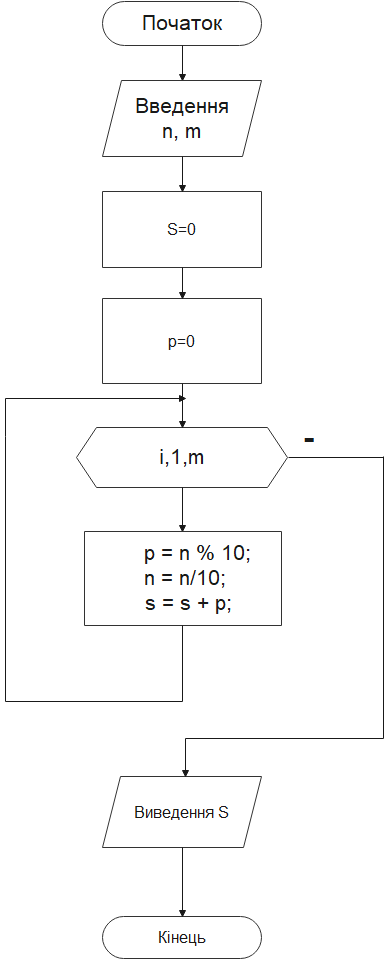 Початок
Введення
n, m
S=0
p=0
i,1,m
-
p = n % 10;
n = n/10;
s = s + p;
Виведення S
Кінець